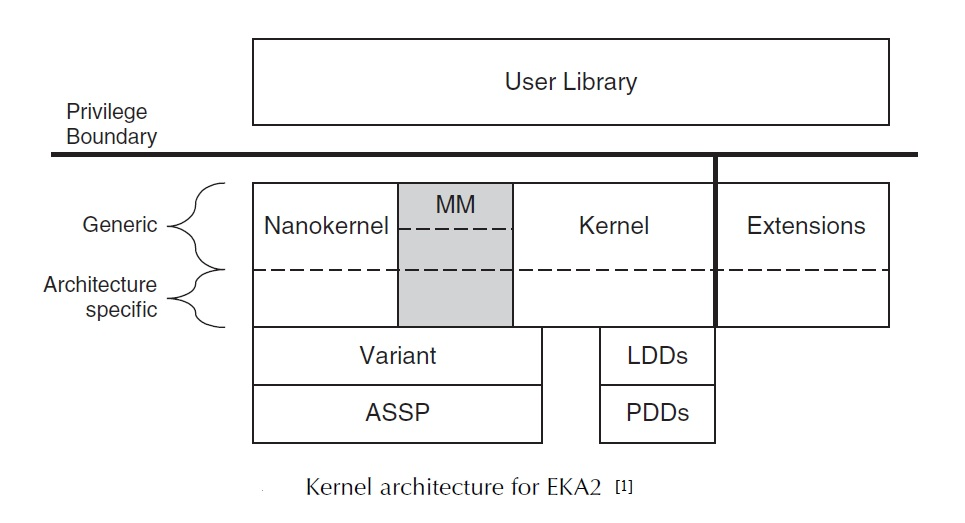 User Library
Privilege
Boundary
Generic
Nanokernel
MM
Kernel
Extensions
Architecture
specific
Variant
LDDs
ASSP
PDDs
Kernel architecture for EKA2 [1]